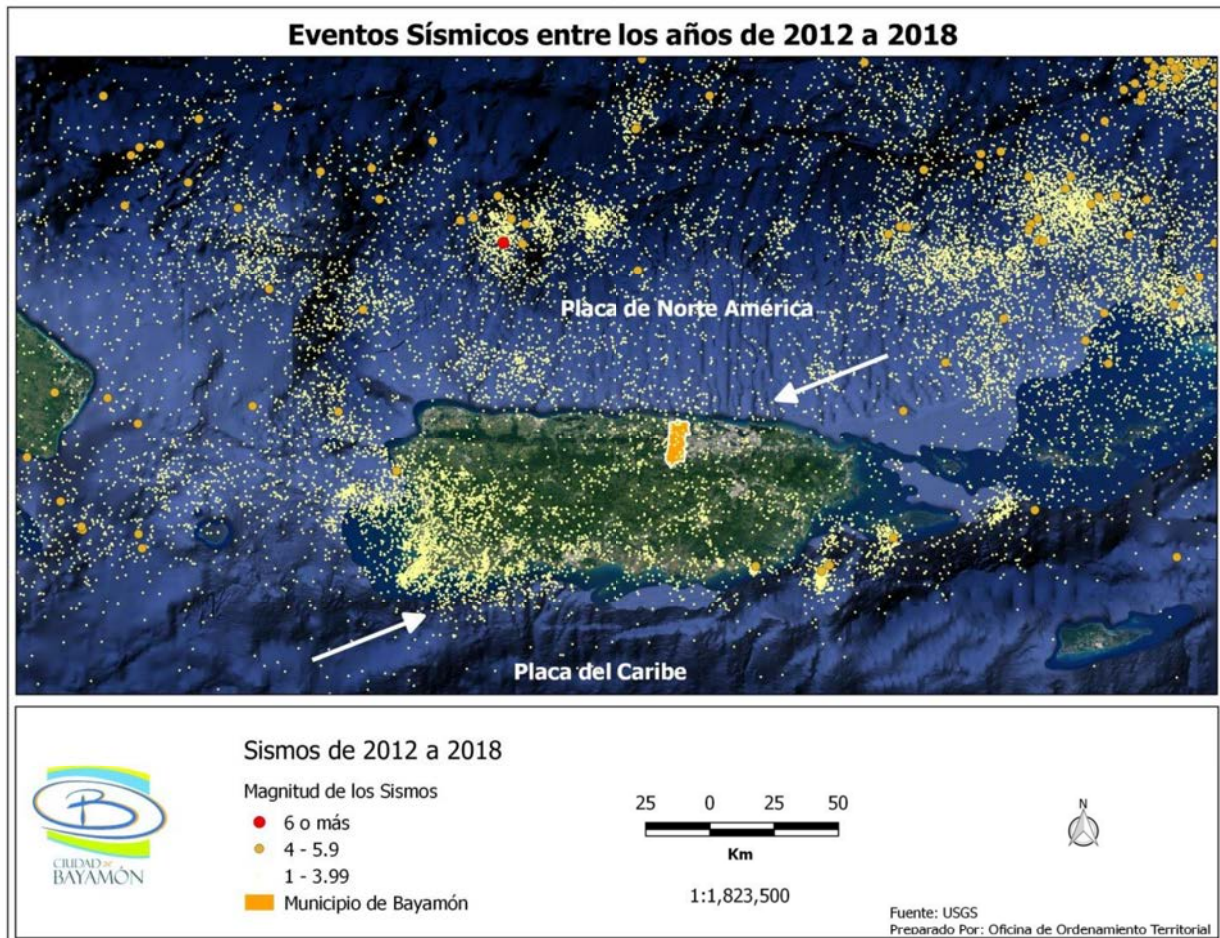 Eventos Sísmicos entre los años de 2012 a 2018
Placa de Norte América
Placa del Caribe
Sismos de 2012 a 2018
Magnitud de los Sismos
6 o más
4 - 5.9
1 - 3.99
Municipio de Bayamón
25 0 25 50
Km
1:1,823,500
N
B
CIUDAD DE
BAYAMÓN
Fuente: USGS
Preparado Por: Oficina de Ordenamiento Territorial